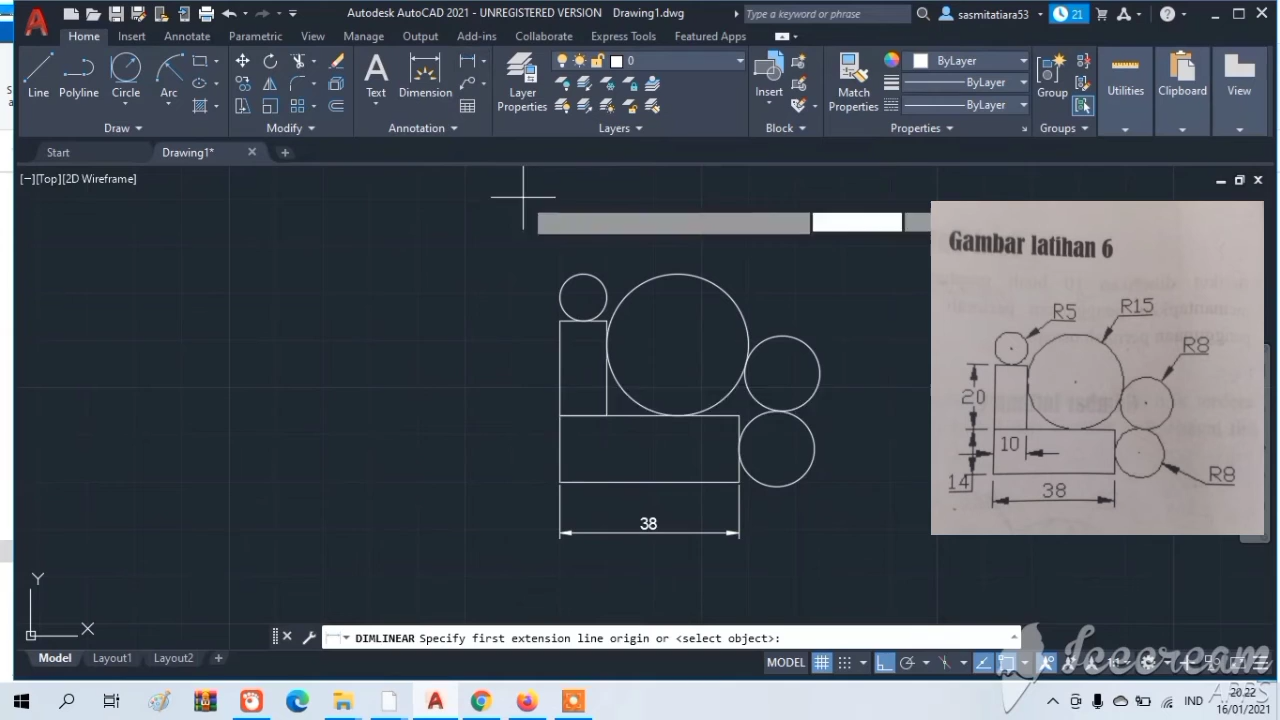 Autodesk AutoCAD 2021 - UNREGISTERED VERSION Drawing1.dwg
Type a keyword or phrase
sasmitatiara53
21
Home Insert Annotate Parametric View Manage Output Add-ins Collaborate Express Tools Featured Apps
Line Polyline Circle Arc
Text Dimension
Layer Properties
0
Insert
Match Properties
ByLayer
ByLayer
ByLayer
Group
Utilities
Clipboard
View
Draw Modify Annotation Layers Block Properties Groups
Start Drawing1*
[−][Top][2D Wireframe]
Gambar latihan 6
R5
R15
R8
20
10
14
38
R8
38
Y
X
DIMLINEAR Specify first extension line origin or <select object>:
Model Layout1 Layout2
MODEL
1:1
Icecream
APPS
IND
20.22
16/01/2021